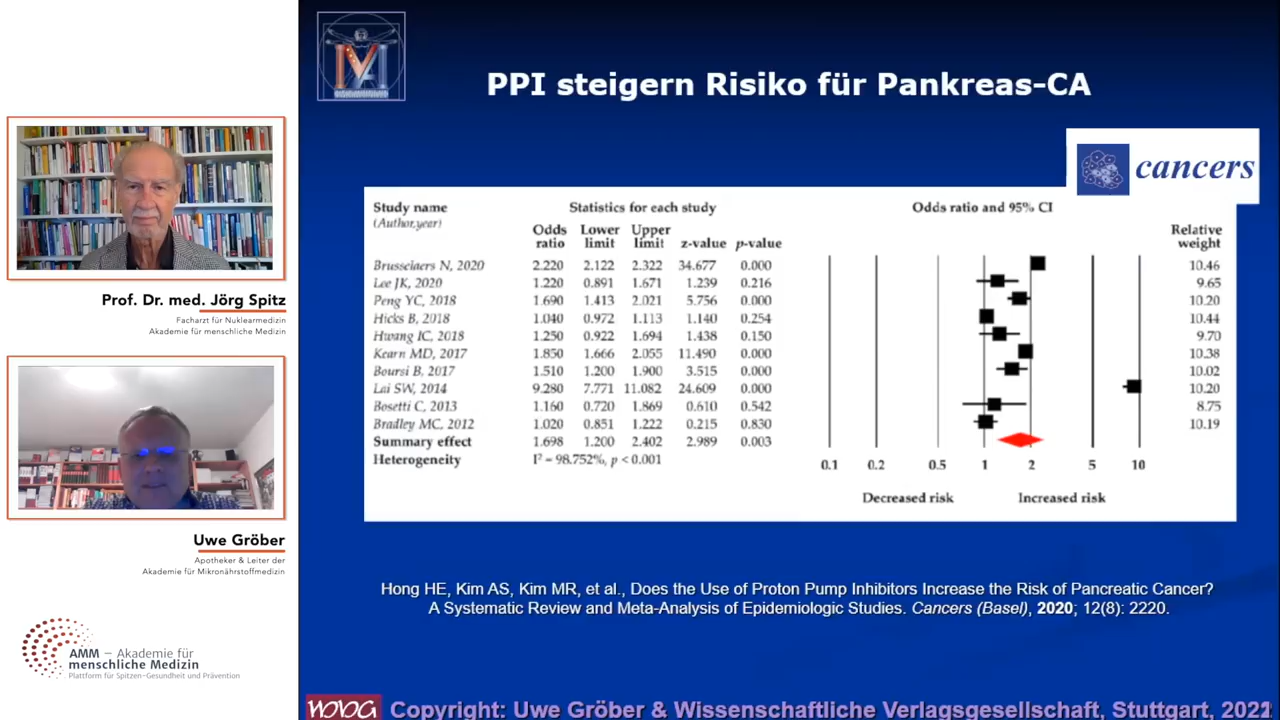 PPI steigern Risiko für Pankreas-CA
cancers
Study name
(Author,year)
Statistics for each study
Odds ratio and 95% CI
Odds ratio Lower limit Upper limit z-value p-value
Relative weight
Brusselaers N, 2020 2.220 2.122 2.322 34.677 0.000 10.46
Lee JK, 2020 1.220 0.891 1.671 1.239 0.216 9.65
Peng YC, 2018 1.690 1.413 2.021 5.756 0.000 10.20
Hicks B, 2018 1.040 0.972 1.113 1.140 0.254 10.44
Hwang IC, 2018 1.250 0.922 1.694 1.438 0.150 9.70
Kearn MD, 2017 1.850 1.666 2.055 11.490 0.000 10.38
Boursi B, 2017 1.510 1.200 1.900 3.515 0.000 10.02
Lai SW, 2014 9.280 7.771 11.082 24.609 0.000 10.20
Bosetti C, 2013 1.160 0.720 1.869 0.610 0.542 8.75
Bradley MC, 2012 1.020 0.851 1.222 0.215 0.830 10.19
Summary effect 1.698 1.200 2.402 2.989 0.003
Heterogeneity I² = 98.752%, p < 0.001
0.1 0.2 0.5 1 2 5 10
Decreased risk Increased risk
Hong HE, Kim AS, Kim MR, et al., Does the Use of Proton Pump Inhibitors Increase the Risk of Pancreatic Cancer?
A Systematic Review and Meta-Analysis of Epidemiologic Studies. Cancers (Basel), 2020; 12(8): 2220.
Prof. Dr. med. Jörg Spitz
Facharzt für Nuklearmedizin
Akademie für menschliche Medizin
Uwe Gröber
Apotheker & Leiter der
Akademie für Mikronährstoffmedizin
AMM – Akademie für
menschliche Medizin
Plattform für Spitzen-Gesundheit und Prävention
WVG Copyright: Uwe Gröber & Wissenschaftliche Verlagsgesellschaft, Stuttgart, 2021